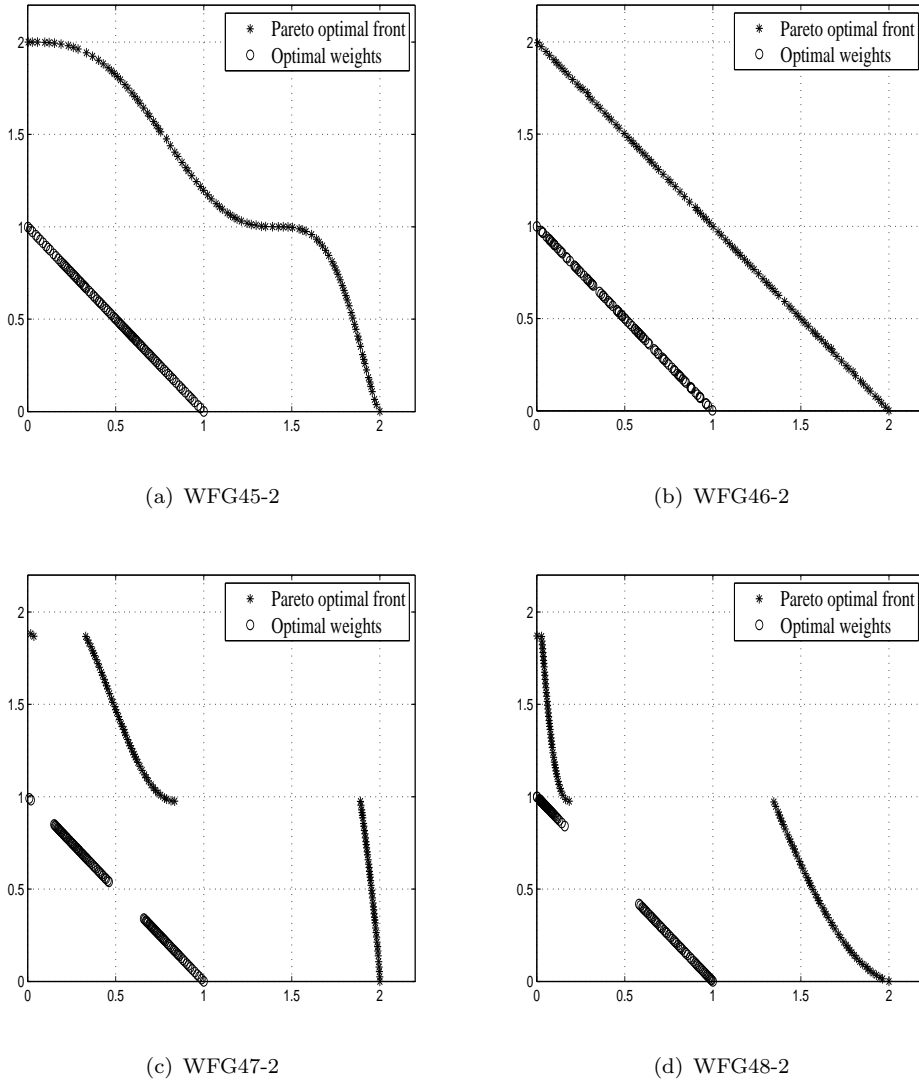 Pareto optimal front
Optimal weights
2
1.5
1
0.5
0
0 0.5 1 1.5 2
(a) WFG45-2
Pareto optimal front
Optimal weights
2
1.5
1
0.5
0
0 0.5 1 1.5 2
(b) WFG46-2
Pareto optimal front
Optimal weights
2
1.5
1
0.5
0
0 0.5 1 1.5 2
(c) WFG47-2
Pareto optimal front
Optimal weights
2
1.5
1
0.5
0
0 0.5 1 1.5 2
(d) WFG48-2